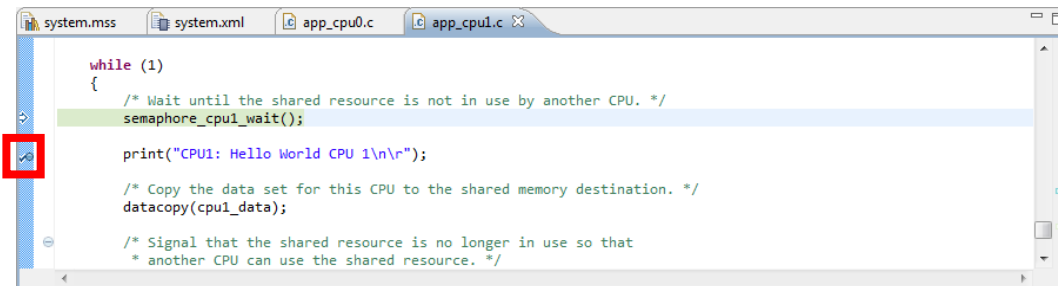 system.mss system.xml app_cpu0.c app_cpu1.c
while (1)
{
/* Wait until the shared resource is not in use by another CPU. */
semaphore_cpu1_wait();
print("CPU1: Hello World CPU 1\n\r");
/* Copy the data set for this CPU to the shared memory destination. */
datacopy(cpu1_data);
/* Signal that the shared resource is no longer in use so that
* another CPU can use the shared resource. */